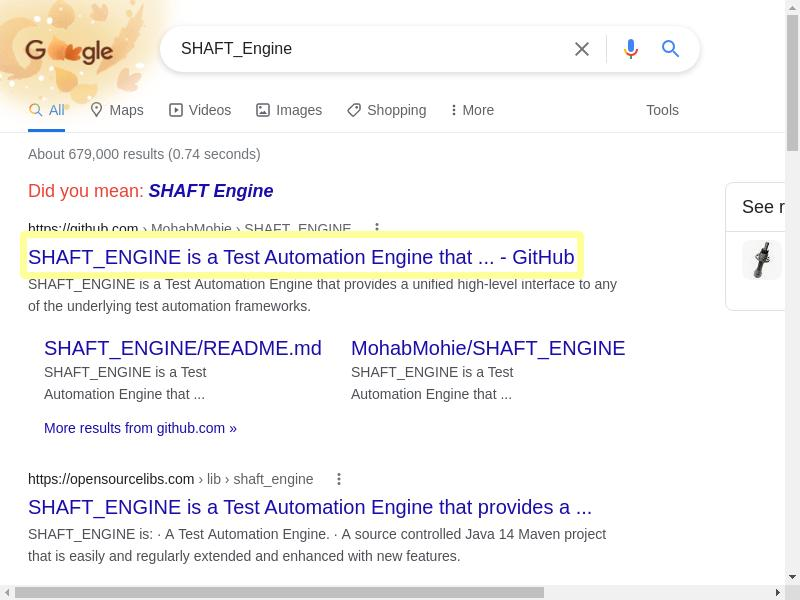 Google
SHAFT_Engine
All Maps Videos Images Shopping More Tools
About 679,000 results (0.74 seconds)
Did you mean: SHAFT Engine
https://github.com › MohabMohie › SHAFT_ENGINE
SHAFT_ENGINE is a Test Automation Engine that ... - GitHub
SHAFT_ENGINE is a Test Automation Engine that provides a unified high-level interface to any
of the underlying test automation frameworks.
SHAFT_ENGINE/README.md
SHAFT_ENGINE is a Test
Automation Engine that ...
MohabMohie/SHAFT_ENGINE
SHAFT_ENGINE is a Test
Automation Engine that ...
More results from github.com »
https://opensourcelibs.com › lib › shaft_engine
SHAFT_ENGINE is a Test Automation Engine that provides a ...
SHAFT_ENGINE is: · A Test Automation Engine. · A source controlled Java 14 Maven project
that is easily and regularly extended and enhanced with new features.
See r